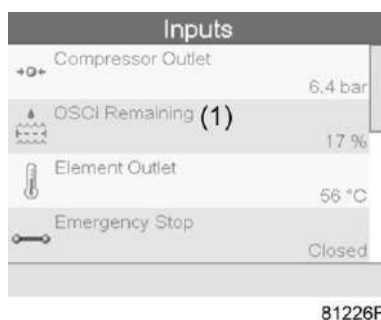 Inputs
Compressor Outlet
6.4 bar
OSCI Remaining (1)
17 %
Element Outlet
56 °C
Emergency Stop
Closed
81226F